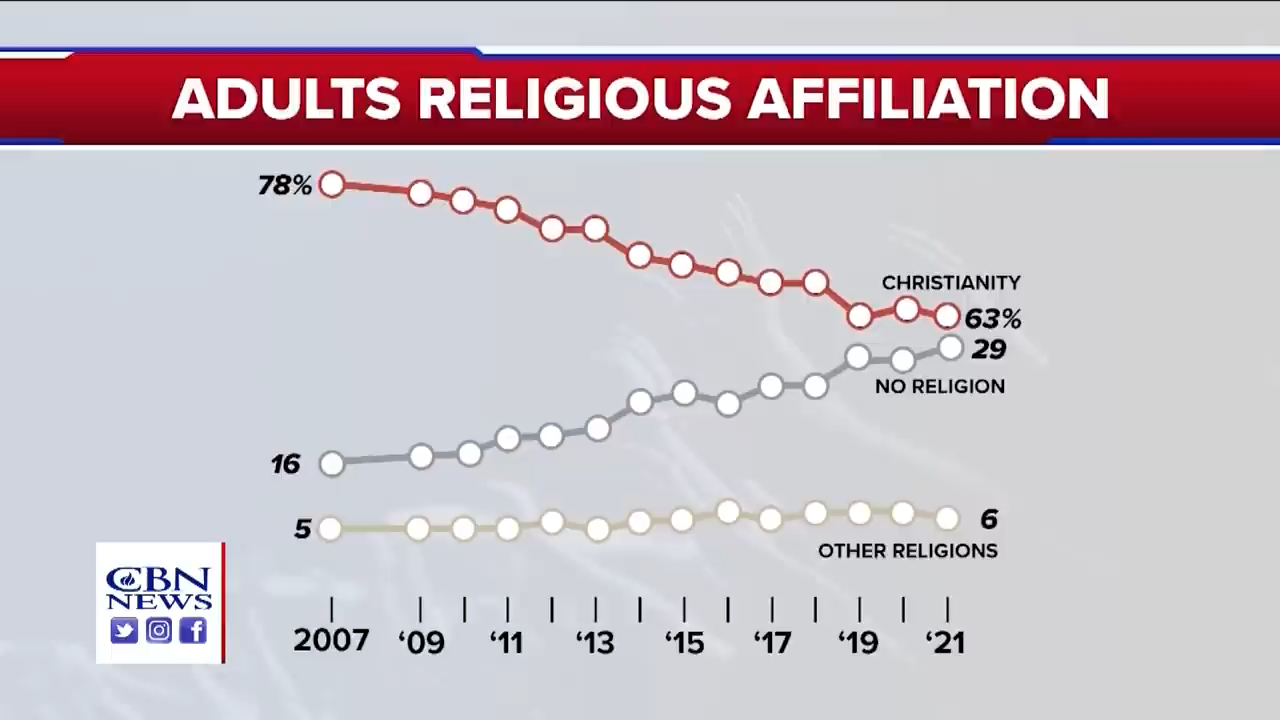 ADULTS RELIGIOUS AFFILIATION
78%
CHRISTIANITY
63%
29
NO RELIGION
16
5
6
OTHER RELIGIONS
CBN
NEWS
2007 ‘09 ‘11 ‘13 ‘15 ‘17 ‘19 ‘21